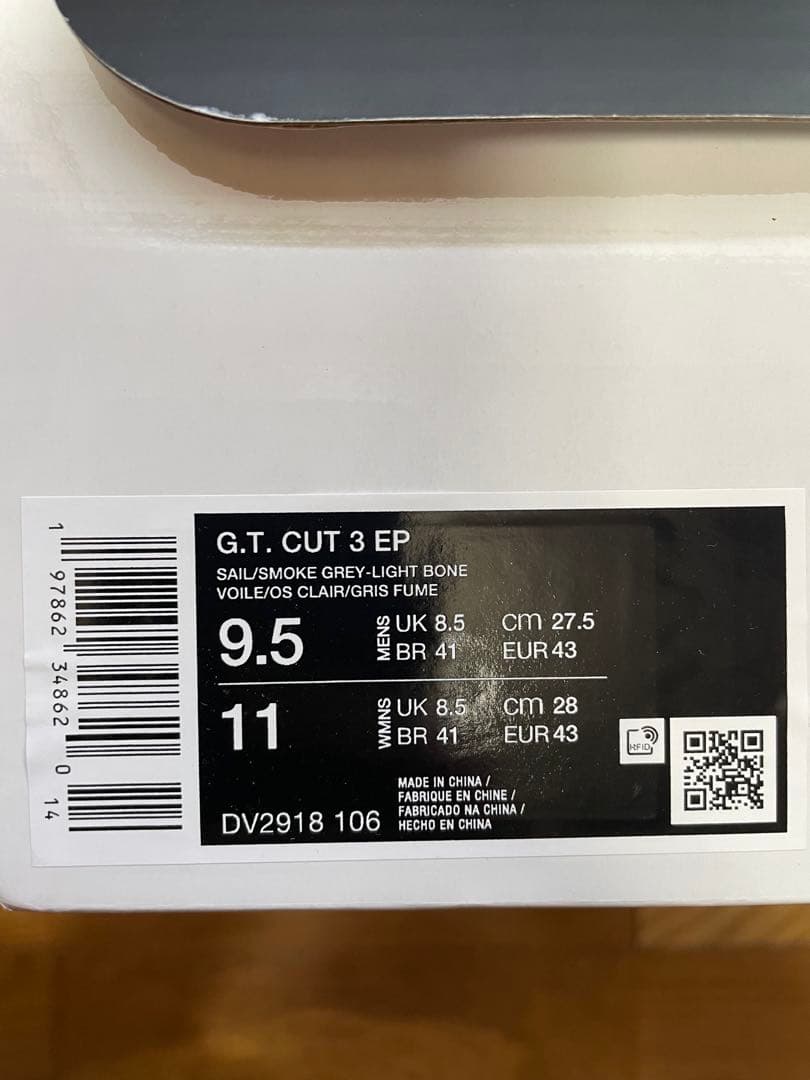 G.T. CUT 3 EP
SAIL/SMOKE GREY-LIGHT BONE
VOILE/OS CLAIR/GRIS FUME
9.5 MENS UK 8.5 cm 27.5
BR 41 EUR 43
11 WMNS UK 8.5 cm 28
BR 41 EUR 43
RFID
MADE IN CHINA /
FABRIQUE EN CHINE /
FABRICADO NA CHINA /
HECHO EN CHINA
DV2918 106
1 97862 34862 0 14